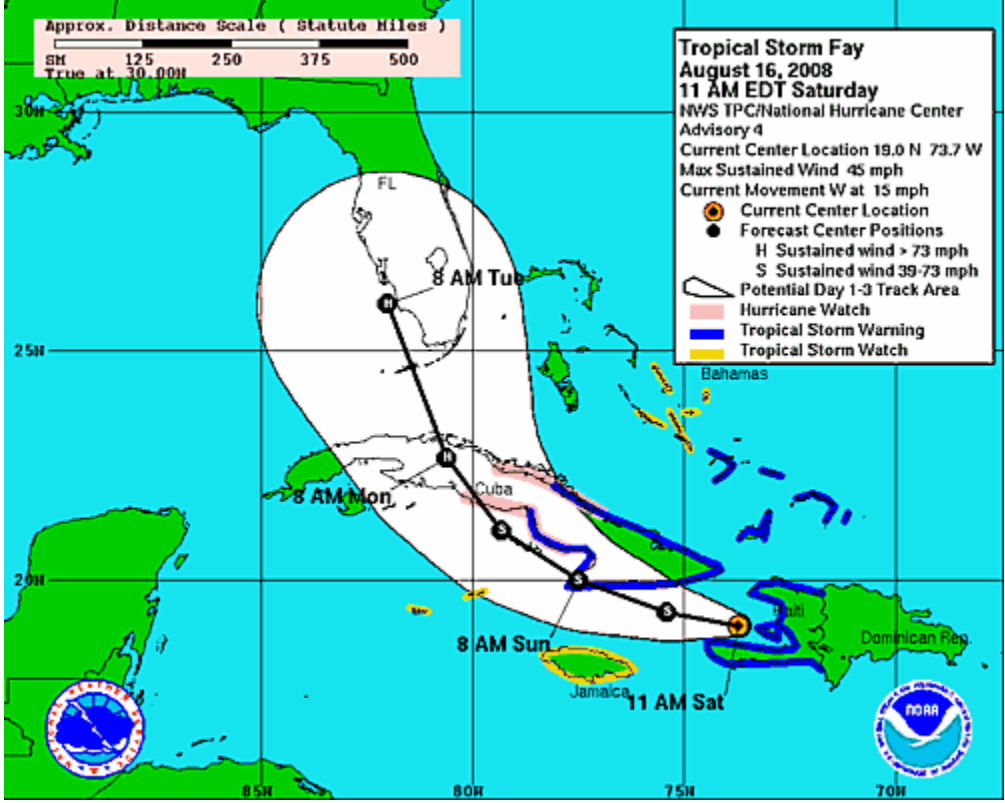 Approx. Distance Scale ( Statute Miles )
SM 125 250 375 500
True at 30.00N
Tropical Storm Fay
August 16, 2008
11 AM EDT Saturday
NWS TPC/National Hurricane Center
Advisory 4
Current Center Location 19.0 N 73.7 W
Max Sustained Wind 45 mph
Current Movement W at 15 mph
Current Center Location
Forecast Center Positions
H Sustained wind > 73 mph
S Sustained wind 39-73 mph
Potential Day 1-3 Track Area
Hurricane Watch
Tropical Storm Warning
Tropical Storm Watch
30N
FL
8 AM Tue
H
25N
Bahamas
H
8 AM Mon
Cuba
S
20N
S
S
Haiti
8 AM Sun
Dominican Rep.
Jamaica
11 AM Sat
NOAA
85W 80W 75W 70W